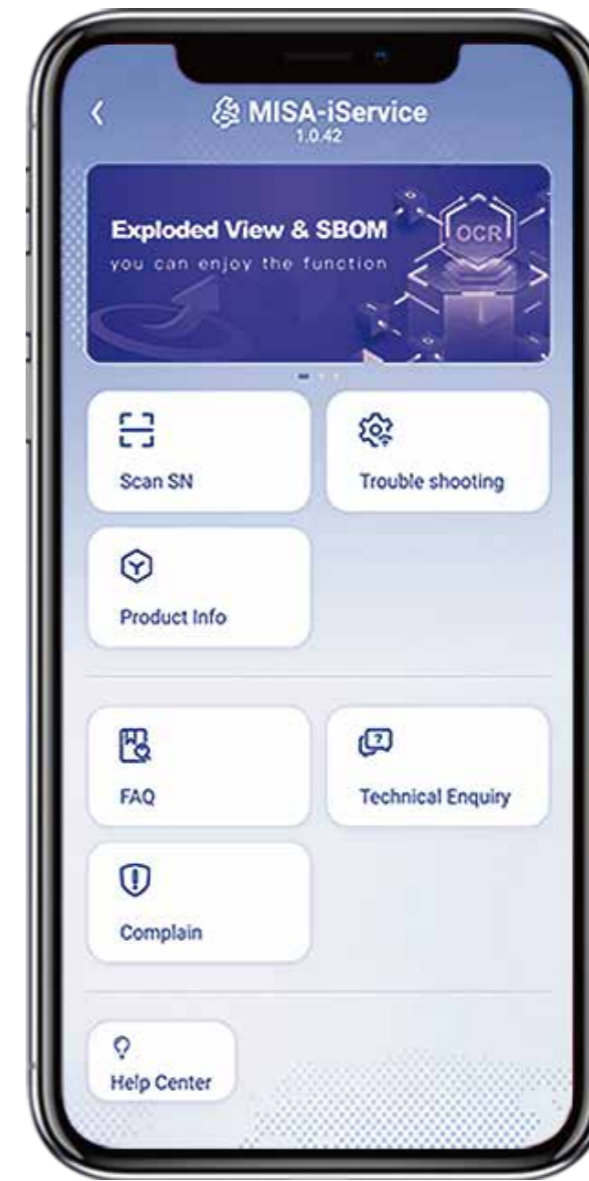 MISA-iService
1.0.42
Exploded View & SBOM
you can enjoy the function
OCR
Scan SN
Trouble shooting
Product Info
FAQ
Technical Enquiry
Complain
Help Center